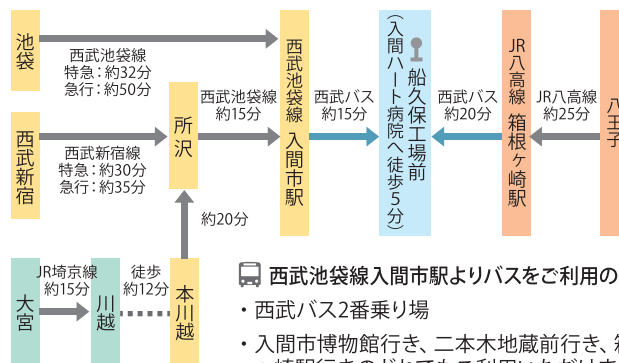 池袋
西武池袋線
特急：約32分
急行：約50分
西武新宿
西武新宿線
特急：約30分
急行：約35分
所沢
西武池袋線
約15分
約20分
大宮
JR埼京線
約15分
川越
徒歩
約12分
本川越
西武池袋線 入間市駅
西武バス
約15分
船久保工場前
（入間ハート病院へ徒歩5分）
西武バス
約20分
JR八高線 箱根ヶ崎駅
JR八高線
約25分
八王子
西武池袋線入間市駅よりバスをご利用の
・西武バス2番乗り場
・入間市博物館行き、二本木地蔵前行き、